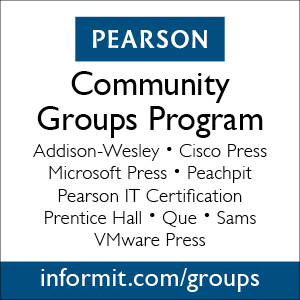 PEARSON
Community
Groups Program
Addison-Wesley • Cisco Press
Microsoft Press • Peachpit
Pearson IT Certification
Prentice Hall • Que • Sams
VMware Press
informit.com/groups